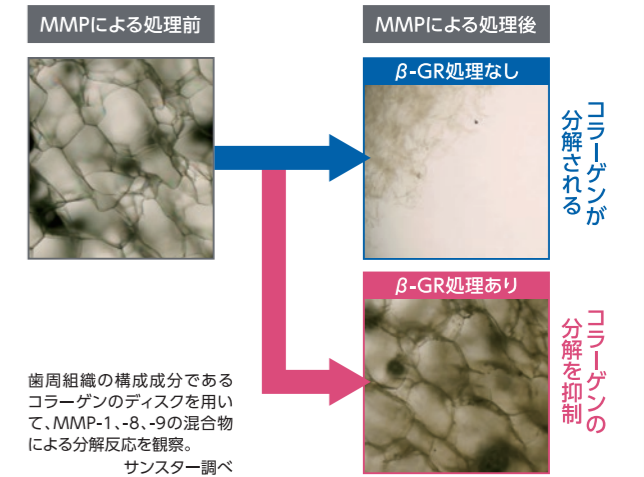 MMPによる処理前
MMPによる処理後
β-GR処理なし
コラーゲンが
分解される
β-GR処理あり
コラーゲンの
分解を抑制
歯周組織の構成成分である
コラーゲンのディスクを用い
て、MMP-1、-8、-9の混合物
による分解反応を観察。
サンスター調べ